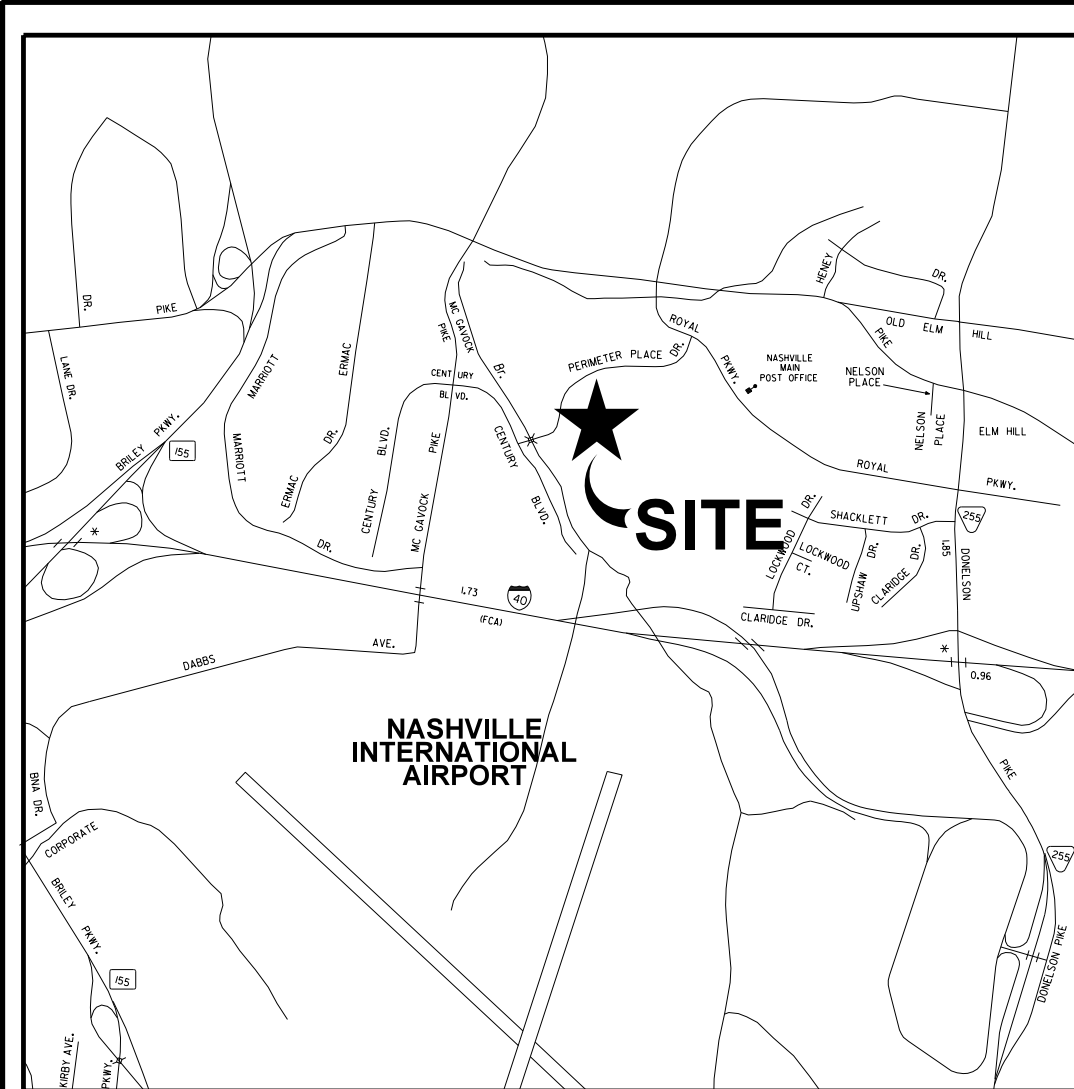 HENEY
DR.
DR.
PIKE
MC GAVOCK
PIKE
ROYAL
OLD ELM HILL
PIKE
LANE DR.
MARRIOTT
ERMAC
CENTURY
BLVD.
Br.
PERIMETER PLACE DR.
PKWY.
NASHVILLE
MAIN
POST OFFICE
NELSON
PLACE
NELSON
PLACE
ELM HILL
BRILEY PKWY.
155
MARRIOTT
DR.
ERMAC
DR.
CENTURY
BLVD.
MC GAVOCK
PIKE
CENTURY
BLVD.
ROYAL
PKWY.
SITE
LOCKWOOD
DR.
SHACKLETT DR.
LOCKWOOD
CT.
UPSHAW
DR.
CLARIDGE
DR.
255
1.85
DONELSON
1.73
40
(FCA)
CLARIDGE DR.
DABBS
AVE.
0.96
NASHVILLE
INTERNATIONAL
AIRPORT
PIKE
BNA DR.
CORPORATE
255
BRILEY
PKWY.
155
DONELSON PIKE
KIRBY AVE.
PKWY.